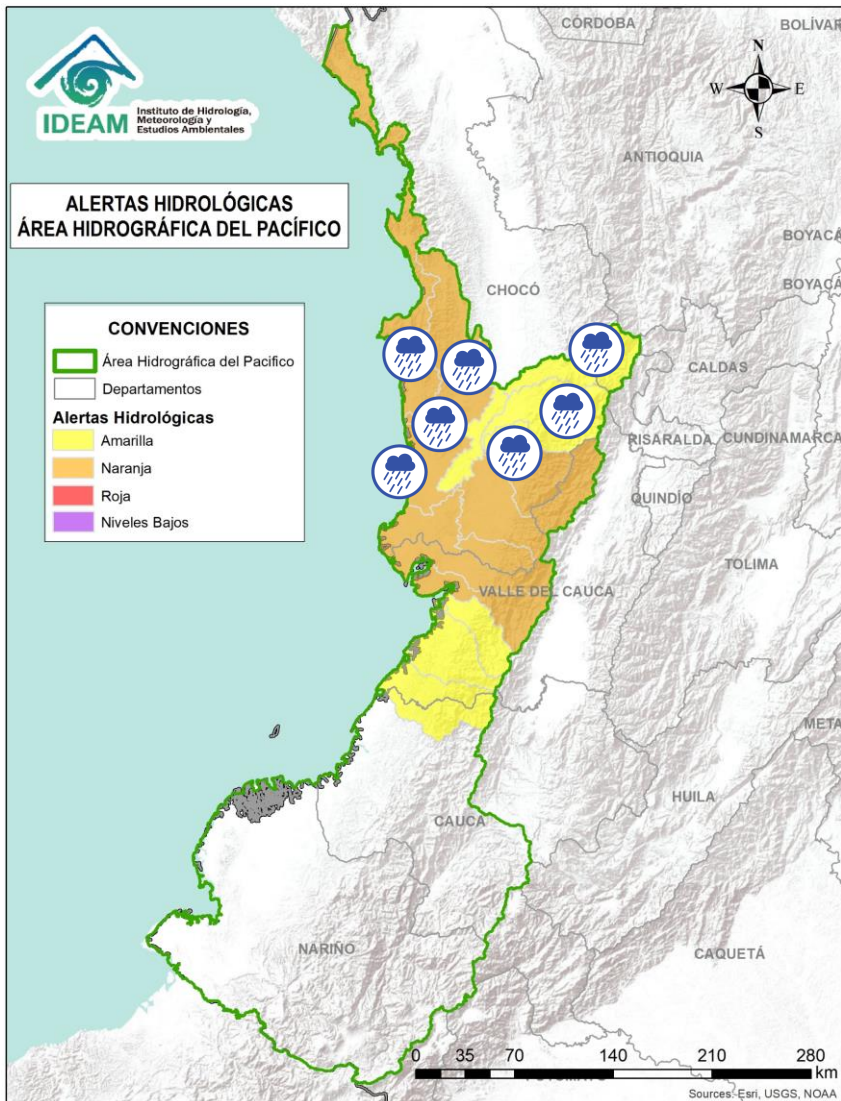 CÓRDOBA
BOLÍVAR
IDEAM
Instituto de Hidrología,
Meteorología y
Estudios Ambientales
N
W
E
S
ANTIOQUIA
ALERTAS HIDROLÓGICAS
ÁREA HIDROGRÁFICA DEL PACÍFICO
BOYACÁ
BOYACÁ
CHOCÓ
CONVENCIONES
Área Hidrográfica del Pacifico
Departamentos
Alertas Hidrológicas
Amarilla
Naranja
Roja
Niveles Bajos
CALDAS
RISARALDA
CUNDINAMARCA
QUINDÍO
TOLIMA
VALLE DEL CAUCA
META
HUILA
CAUCA
NARIÑO
CAQUETÁ
0 35 70 140 210 280
km
Sources: Esri, USGS, NOAA